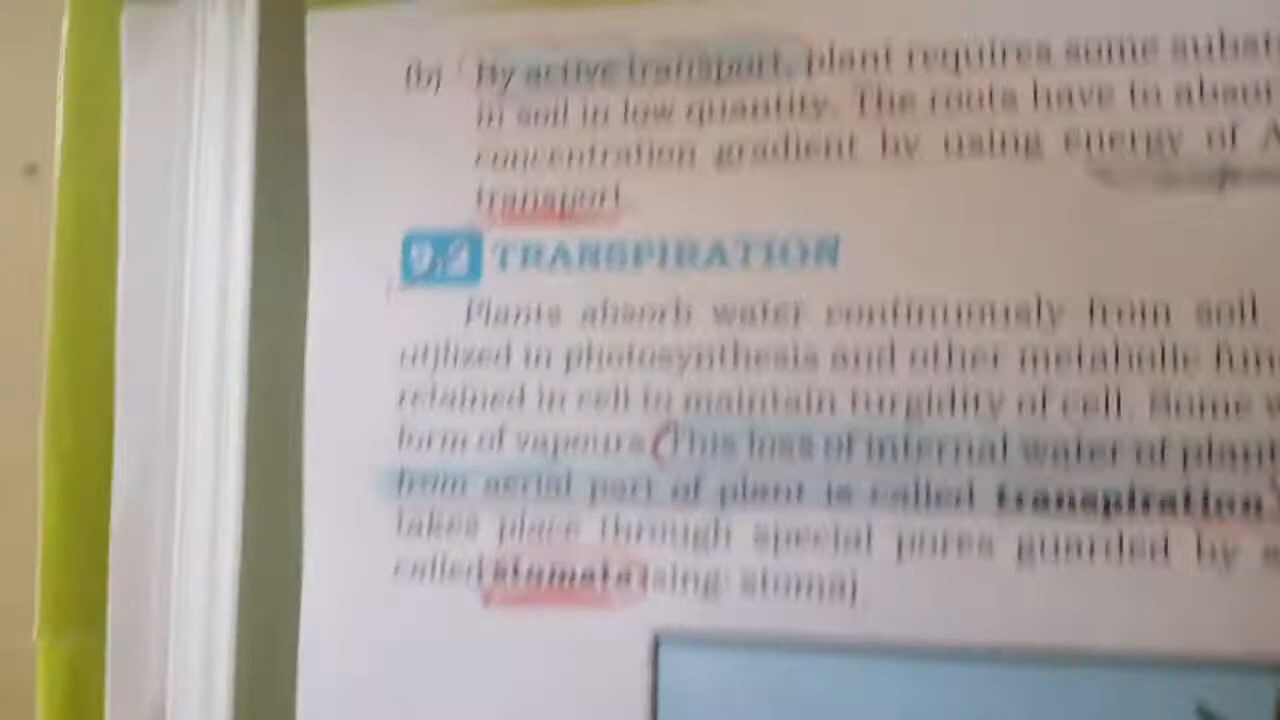 (b) By active transport, plant requires some
in soil in low quantity. The roots have to
concentration gradient by using energy of
transport.
9.2 TRANSPIRATION
Plants absorb water continuously from soil
utilized in photosynthesis and other metabolic
retained in cell to maintain turgidity of cell. Some
form of vapours (This loss of internal water of
from aerial part of plant is called transpiration
takes place through special pores guarded by
called stomata (sing: stoma)